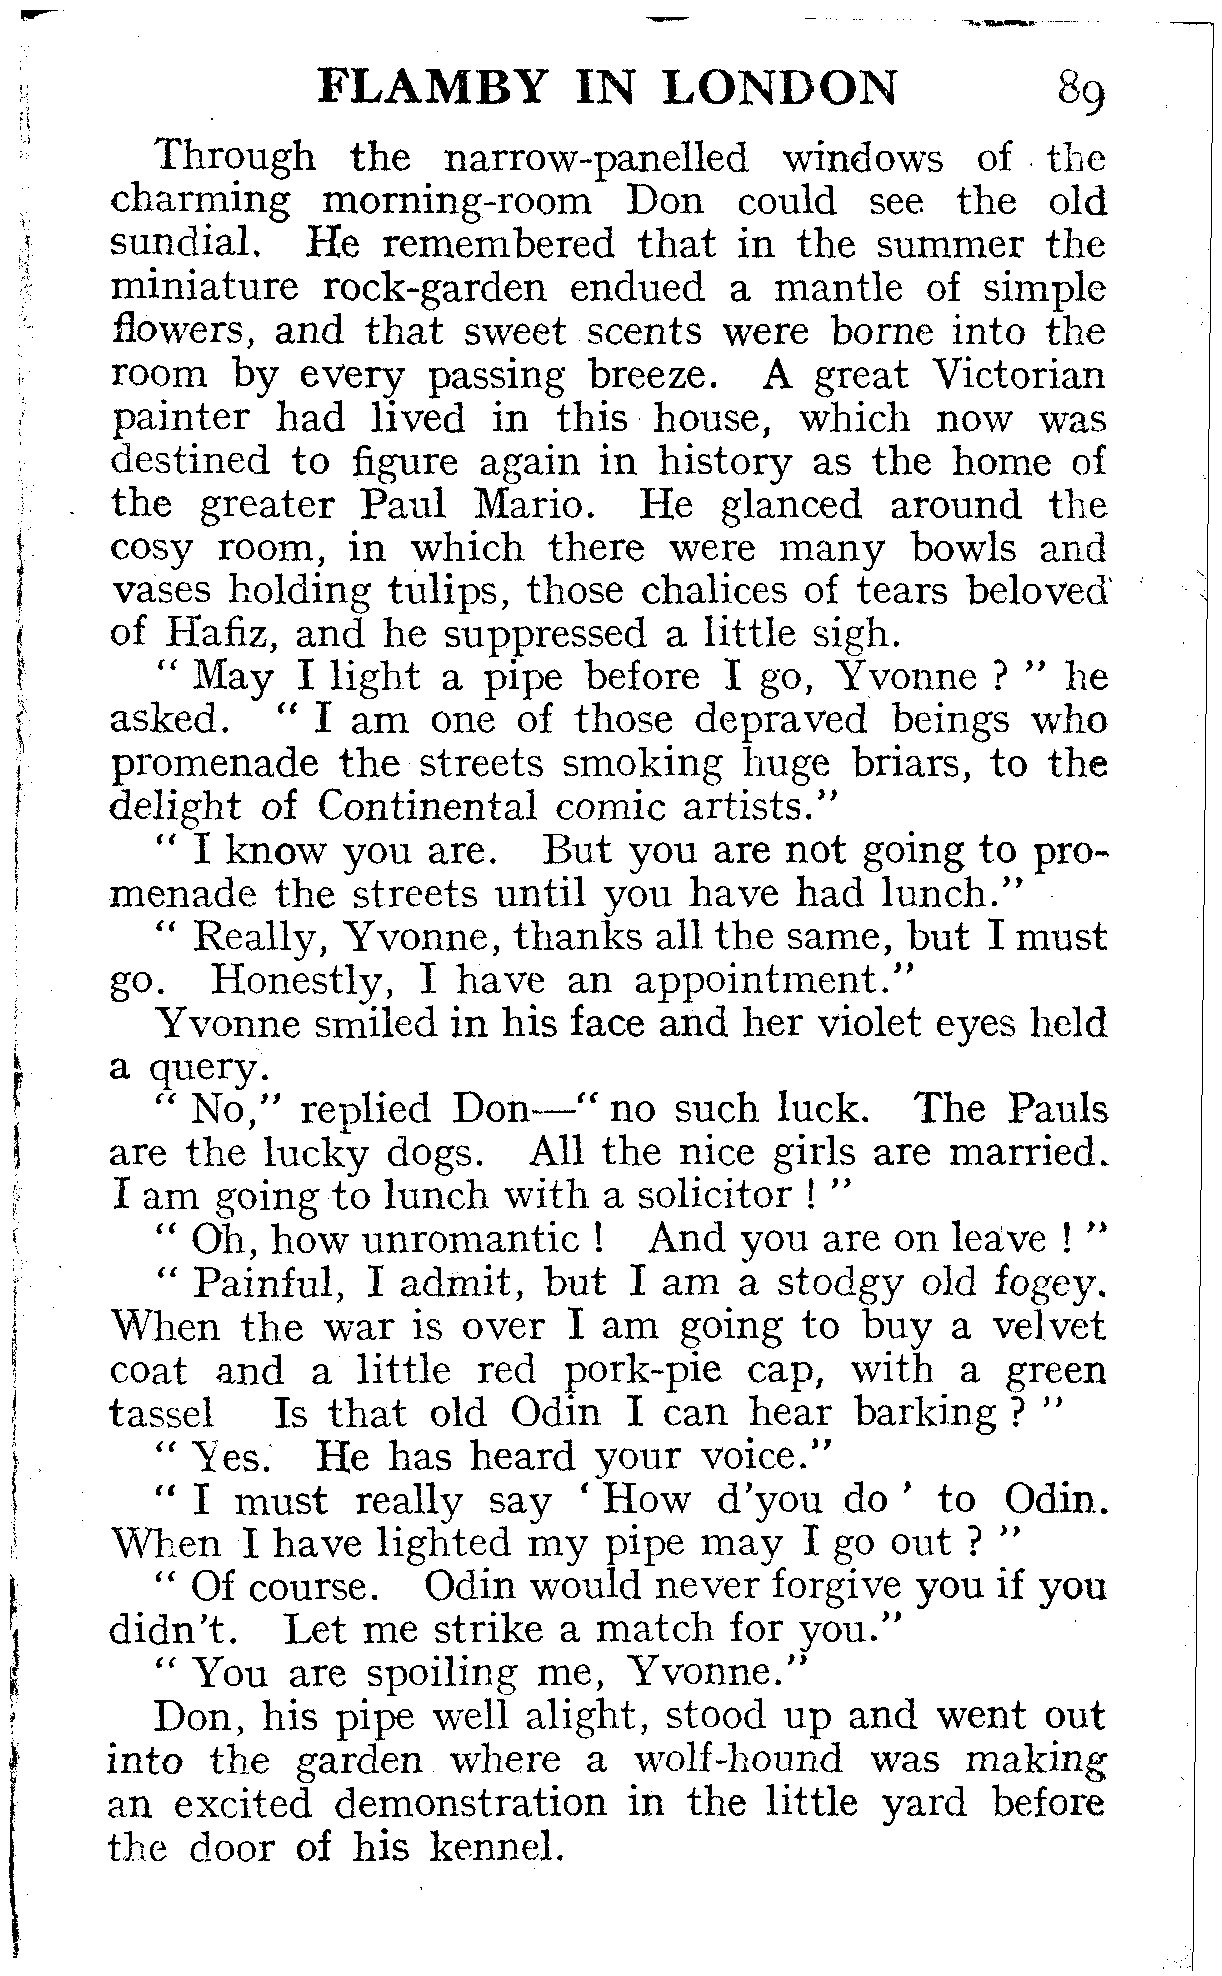 FLAMBY IN LONDON 89
Through the narrow-panelled windows of the
charming morning-room Don could see the old
sundial. He remembered that in the summer the
miniature rock-garden endued a mantle of simple
flowers, and that sweet scents were borne into the
room by every passing breeze. A great Victorian
painter had lived in this house, which now was
destined to figure again in history as the home of
the greater Paul Mario. He glanced around the
cosy room, in which there were many bowls and
vases holding tulips, those chalices of tears beloved
of Hafiz, and he suppressed a little sigh.
“ May I light a pipe before I go, Yvonne ? ” he
asked. “ I am one of those depraved beings who
promenade the streets smoking huge briars, to the
delight of Continental comic artists.”
“ I know you are. But you are not going to pro-
menade the streets until you have had lunch.”
“ Really, Yvonne, thanks all the same, but I must
go. Honestly, I have an appointment.”
Yvonne smiled in his face and her violet eyes held
a query.
“ No,” replied Don—“ no such luck. The Pauls
are the lucky dogs. All the nice girls are married.
I am going to lunch with a solicitor ! ”
“ Oh, how unromantic ! And you are on leave ! ”
“ Painful, I admit, but I am a stodgy old fogey.
When the war is over I am going to buy a velvet
coat and a little red pork-pie cap, with a green
tassel Is that old Odin I can hear barking ? ”
“ Yes. He has heard your voice.”
“ I must really say ‘ How d’you do ’ to Odin.
When I have lighted my pipe may I go out ? ”
“ Of course. Odin would never forgive you if you
didn’t. Let me strike a match for you.”
“ You are spoiling me, Yvonne.”
Don, his pipe well alight, stood up and went out
into the garden where a wolf-hound was making
an excited demonstration in the little yard before
the door of his kennel.